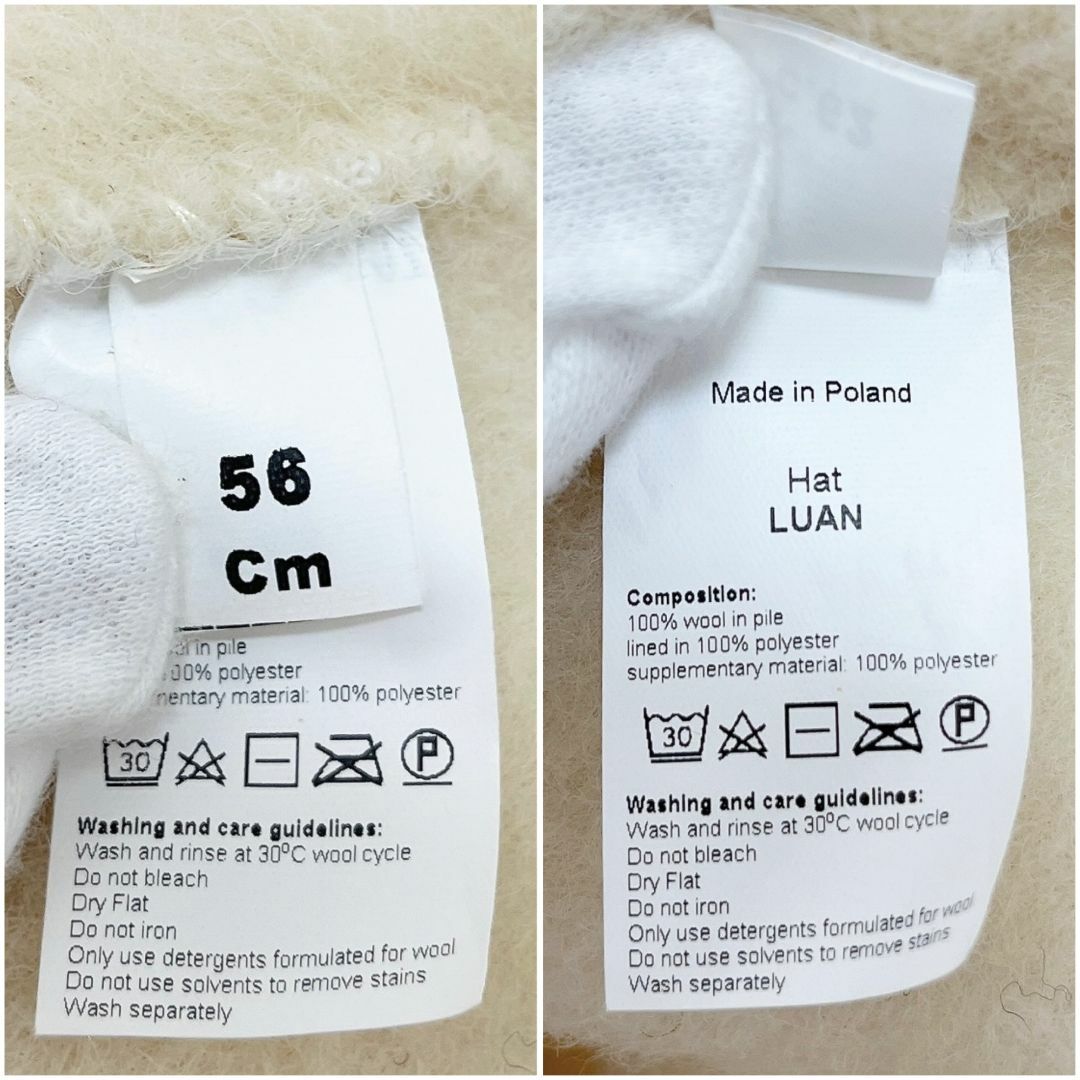 56
Cm
in pile
100% polyester
mentary material: 100% polyester
30
P
Washing and care guidelines:
Wash and rinse at 30ºC wool cycle
Do not bleach
Dry Flat
Do not iron
Only use detergents formulated for wool
Do not use solvents to remove stains
Wash separately
Made in Poland
Hat
LUAN
Composition:
100% wool in pile
lined in 100% polyester
supplementary material: 100% polyester
30
P
Washing and care guidelines:
Wash and rinse at 30ºC wool cycle
Do not bleach
Dry Flat
Do not iron
Only use detergents formulated for wool
Do not use solvents to remove stains
Wash separately